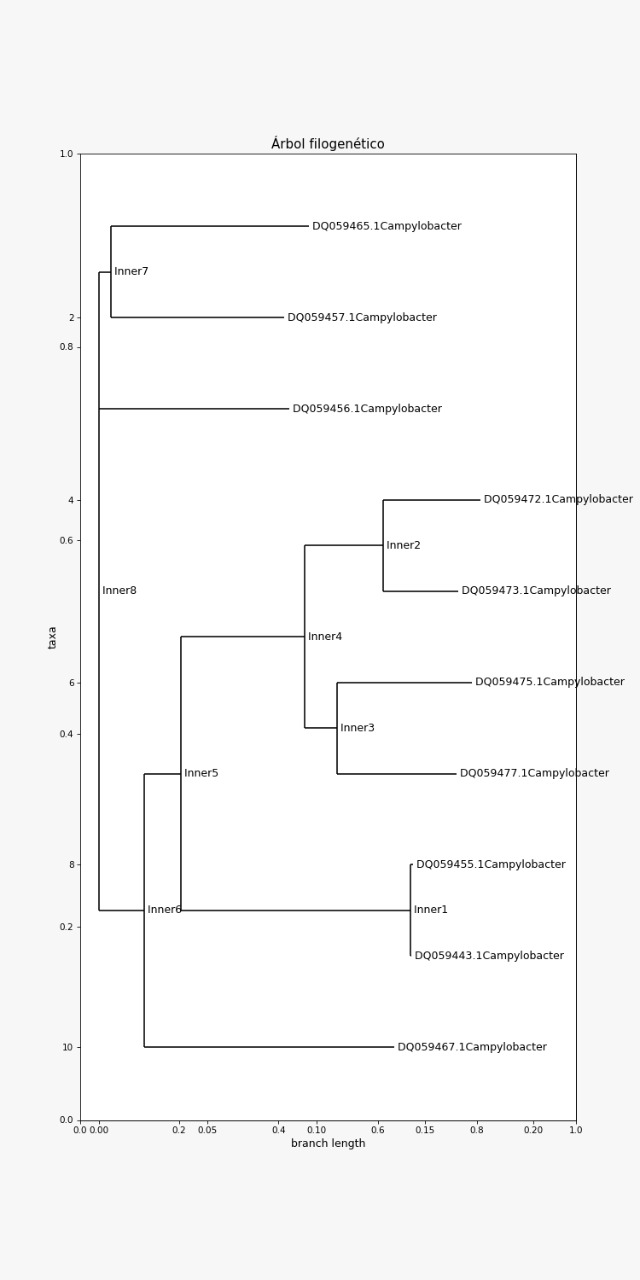 Árbol filogenético
1.0
DQ059465.1Campylobacter
Inner7
2
DQ059457.1Campylobacter
0.8
DQ059456.1Campylobacter
4
DQ059472.1Campylobacter
0.6
Inner2
Inner8
DQ059473.1Campylobacter
taxa
Inner4
6
DQ059475.1Campylobacter
Inner3
0.4
Inner5
DQ059477.1Campylobacter
8
DQ059455.1Campylobacter
Inner6
Inner1
0.2
DQ059443.1Campylobacter
10
DQ059467.1Campylobacter
0.0
0.0 0.00 0.2 0.05 0.4 0.10 0.6 0.15 0.8 0.20 1.0
branch length